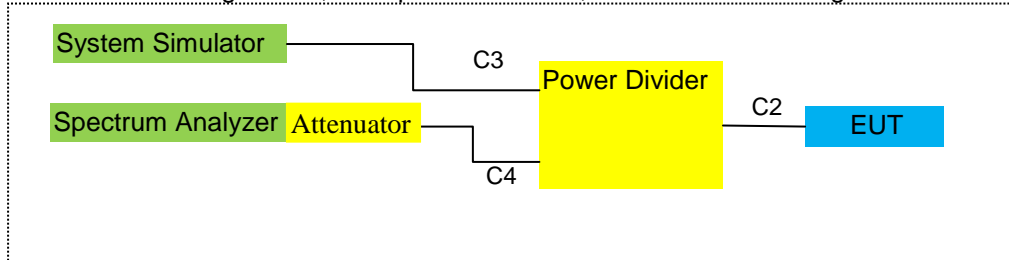 System Simulator
C3
Power Divider
Spectrum Analyzer
Attenuator
C2
EUT
C4